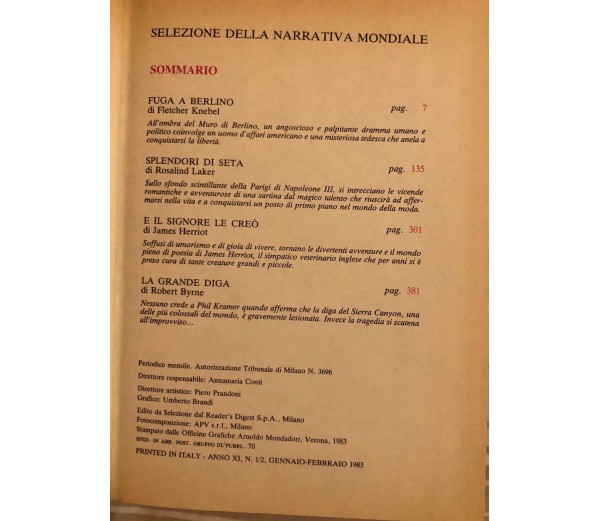 SELEZIONE DELLA NARRATIVA MONDIALE
SOMMARIO
FUGA A BERLINO
di Fletcher Knebel pag. 7
All'ombra del Muro di Berlino, un angoscioso e palpitante dramma umano e
politico coinvolge un uomo d'affari americano e una misteriosa tedesca che anela a
conquistarsi la libertà.
SPLENDORI DI SETA
di Rosalind Laker pag. 135
Sullo sfondo scintillante della Parigi di Napoleone III, si intrecciano le vicende
romantiche e avventurose di una sartina dal magico talento che riuscirà ad affer-
marsi nella vita e a conquistarsi un posto di primo piano nel mondo della moda.
E IL SIGNORE LE CREÒ
di James Herriot pag. 301
Soffusi di umorismo e di gioia di vivere, tornano le divertenti avventure e il mondo
pieno di poesia di James Herriot, il simpatico veterinario inglese che per anni si è
preso cura di tante creature grandi e piccole.
LA GRANDE DIGA
di Robert Byrne pag. 381
Nessuno crede a Phil Kramer quando afferma che la diga del Sierra Canyon, una
delle più colossali del mondo, è gravemente lesionata. Invece la tragedia si scatena
all'improvviso...
Periodico mensile. Autorizzazione Tribunale di Milano N. 3696
Direttore responsabile: Annamaria Conti
Direttore artistico: Piero Prandoni
Grafico: Umberto Brandi
Edito da Selezione dal Reader's Digest S.p.A., Milano
Fotocomposizione: APV s.r.l., Milano
Stampato dalle Officine Grafiche Arnoldo Mondadori, Verona, 1983
SPED. IN ABB. POST. GRUPPO III/PUBBL. 70
PRINTED IN ITALY - ANNO XI, N. 1/2, GENNAIO-FEBBRAIO 1983